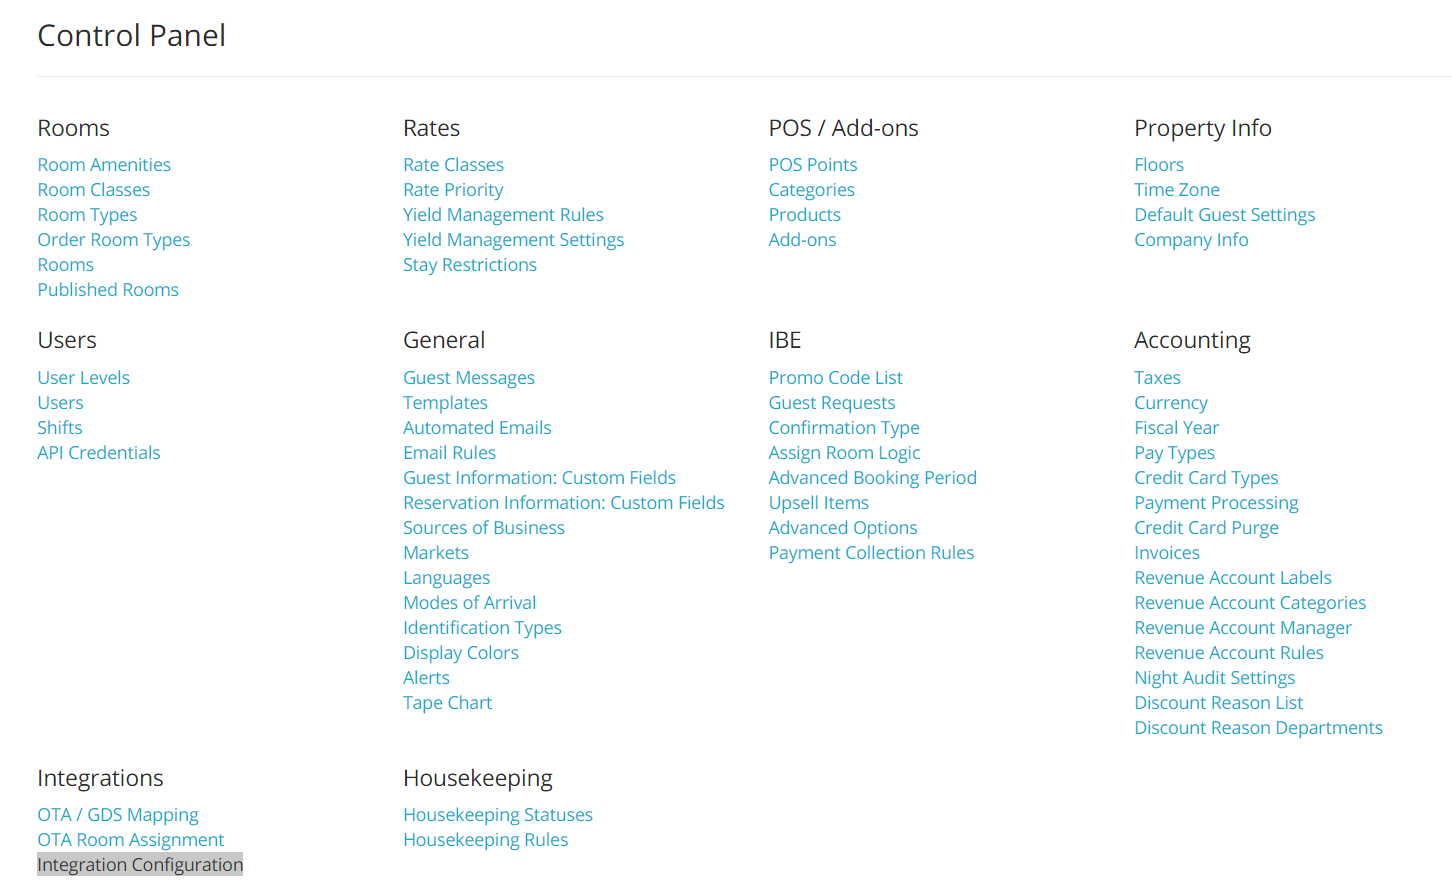 Control Panel
Rooms
Room Amenities
Room Classes
Room Types
Order Room Types
Rooms
Published Rooms
Rates
Rate Classes
Rate Priority
Yield Management Rules
Yield Management Settings
Stay Restrictions
POS / Add-ons
POS Points
Categories
Products
Add-ons
Property Info
Floors
Time Zone
Default Guest Settings
Company Info
Users
User Levels
Users
Shifts
API Credentials
General
Guest Messages
Templates
Automated Emails
Email Rules
Guest Information: Custom Fields
Reservation Information: Custom Fields
Sources of Business
Markets
Languages
Modes of Arrival
Identification Types
Display Colors
Alerts
Tape Chart
IBE
Promo Code List
Guest Requests
Confirmation Type
Assign Room Logic
Advanced Booking Period
Upsell Items
Advanced Options
Payment Collection Rules
Accounting
Taxes
Currency
Fiscal Year
Pay Types
Credit Card Types
Payment Processing
Credit Card Purge
Invoices
Revenue Account Labels
Revenue Account Categories
Revenue Account Manager
Revenue Account Rules
Night Audit Settings
Discount Reason List
Discount Reason Departments
Integrations
OTA / GDS Mapping
OTA Room Assignment
Integration Configuration
Housekeeping
Housekeeping Statuses
Housekeeping Rules